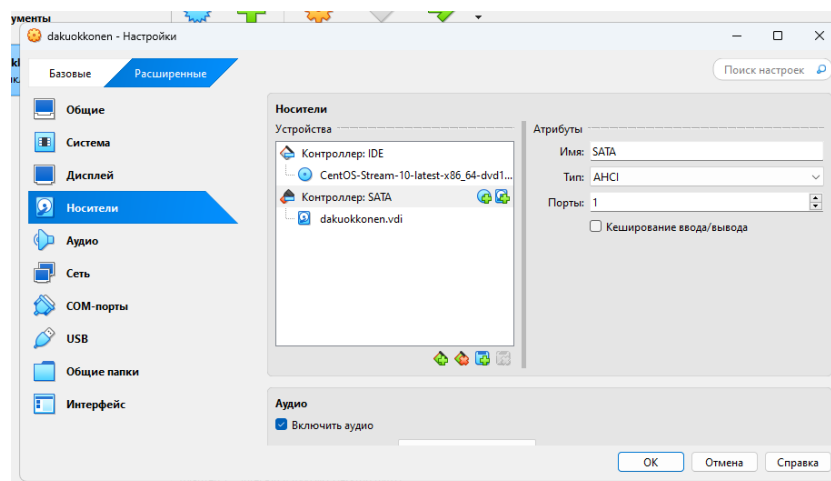 ументы
dakuokkonen - Настройки
Базовые
Расширенные
Поиск настроек
Общие
Система
Дисплей
Носители
Аудио
Сеть
COM-порты
USB
Общие папки
Интерфейс
Носители
Устройства
Контроллер: IDE
CentOS-Stream-10-latest-x86_64-dvd1...
Контроллер: SATA
dakuokkonen.vdi
Атрибуты
Имя: SATA
Тип: AHCI
Порты: 1
Кеширование ввода/вывода
Аудио
Включить аудио
OK Отмена Справка